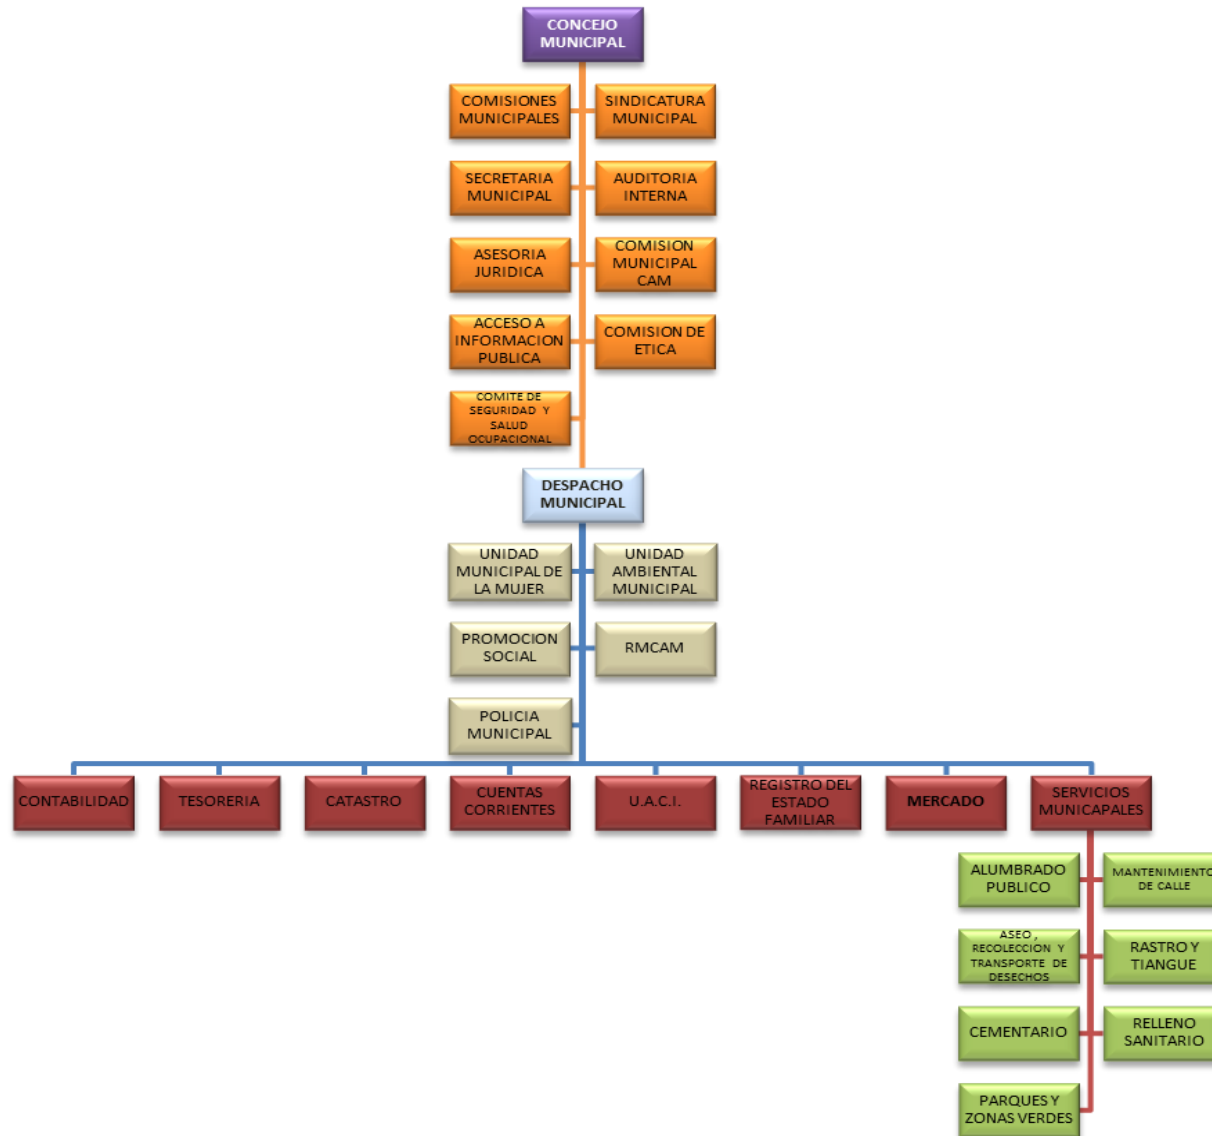 CONCEJO
MUNICIPAL
COMISIONES
MUNICIPALES
SINDICATURA
MUNICIPAL
SECRETARIA
MUNICIPAL
AUDITORIA
INTERNA
ASESORIA
JURIDICA
COMISION
MUNICIPAL
CAM
ACCESO A
INFORMACION
PUBLICA
COMISION DE
ETICA
COMITE DE
SEGURIDAD Y
SALUD
OCUPACIONAL
DESPACHO
MUNICIPAL
UNIDAD
MUNICIPAL DE
LA MUJER
UNIDAD
AMBIENTAL
MUNICIPAL
PROMOCION
SOCIAL
RMCAM
POLICIA
MUNICIPAL
CONTABILIDAD
TESORERIA
CATASTRO
CUENTAS
CORRIENTES
U.A.C.I.
REGISTRO DEL
ESTADO
FAMILIAR
MERCADO
SERVICIOS
MUNICAPALES
ALUMBRADO
PUBLICO
MANTENIMIENTO
DE CALLE
ASEO ,
RECOLECCION Y
TRANSPORTE DE
DESECHOS
RASTRO Y
TIANGUE
CEMENTARIO
RELLENO
SANITARIO
PARQUES Y
ZONAS VERDES